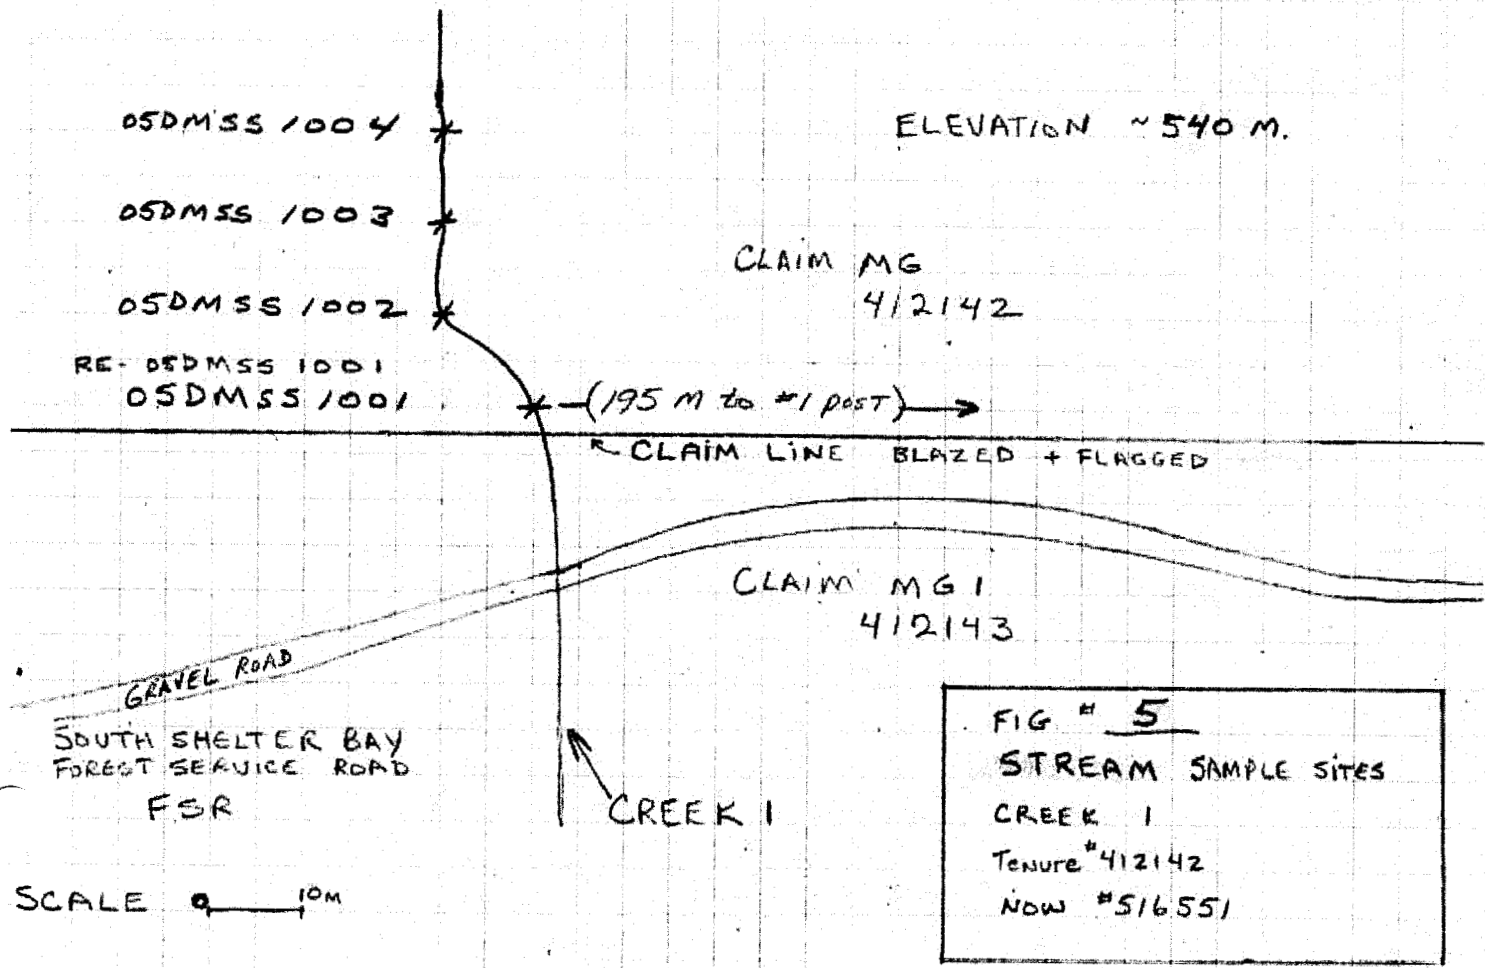 05DMSS 1004
ELEVATION ~540 M.
05DMSS 1003
CLAIM MG
412142
05DMSS 1002
RE- 05DMSS 1001
05DMSS 1001
(195 M to #1 POST)
CLAIM LINE BLAZED + FLAGGED
CLAIM MG 1
412143
GRAVEL ROAD
SOUTH SHELTER BAY
FOREST SERVICE ROAD
FSR
CREEK 1
SCALE 0 10M
FIG # 5
STREAM SAMPLE SITES
CREEK 1
Tenure #412142
NOW #516551